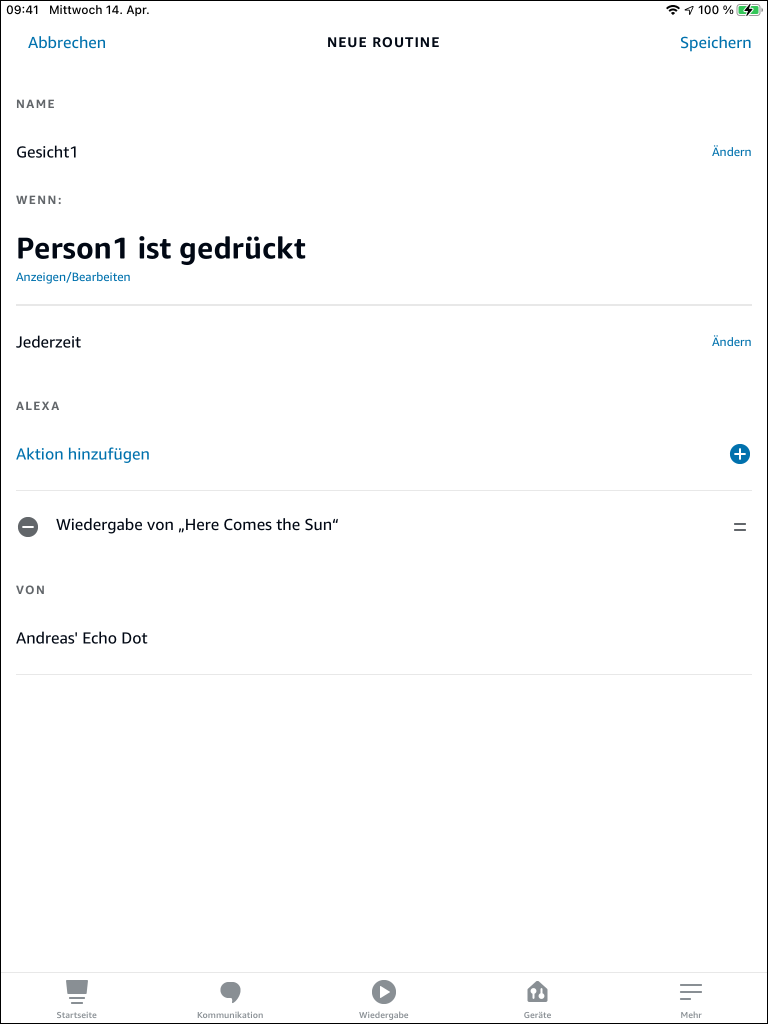 09:41 Mittwoch 14. Apr. 100 %
Abbrechen NEUE ROUTINE Speichern
NAME
Gesicht1 Ändern
WENN:
Person1 ist gedrückt
Anzeigen/Bearbeiten
Jederzeit Ändern
ALEXA
Aktion hinzufügen
Wiedergabe von „Here Comes the Sun“
VON
Andreas' Echo Dot
Startseite Kommunikation Wiedergabe Geräte Mehr